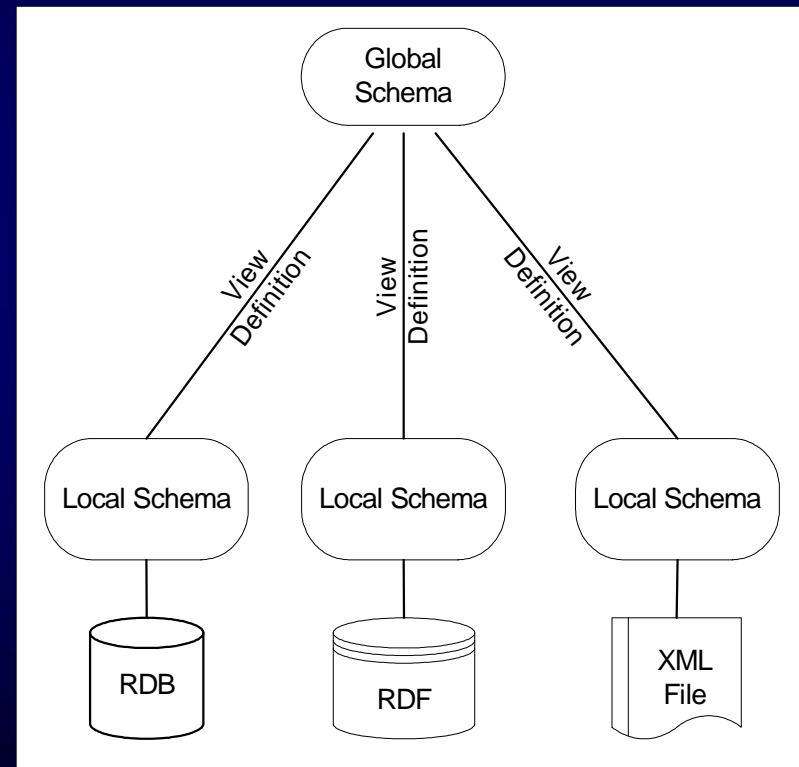 Global
Schema
View
Definition
View
Definition
View
Definition
Local Schema
Local Schema
Local Schema
RDB
RDF
XML
File